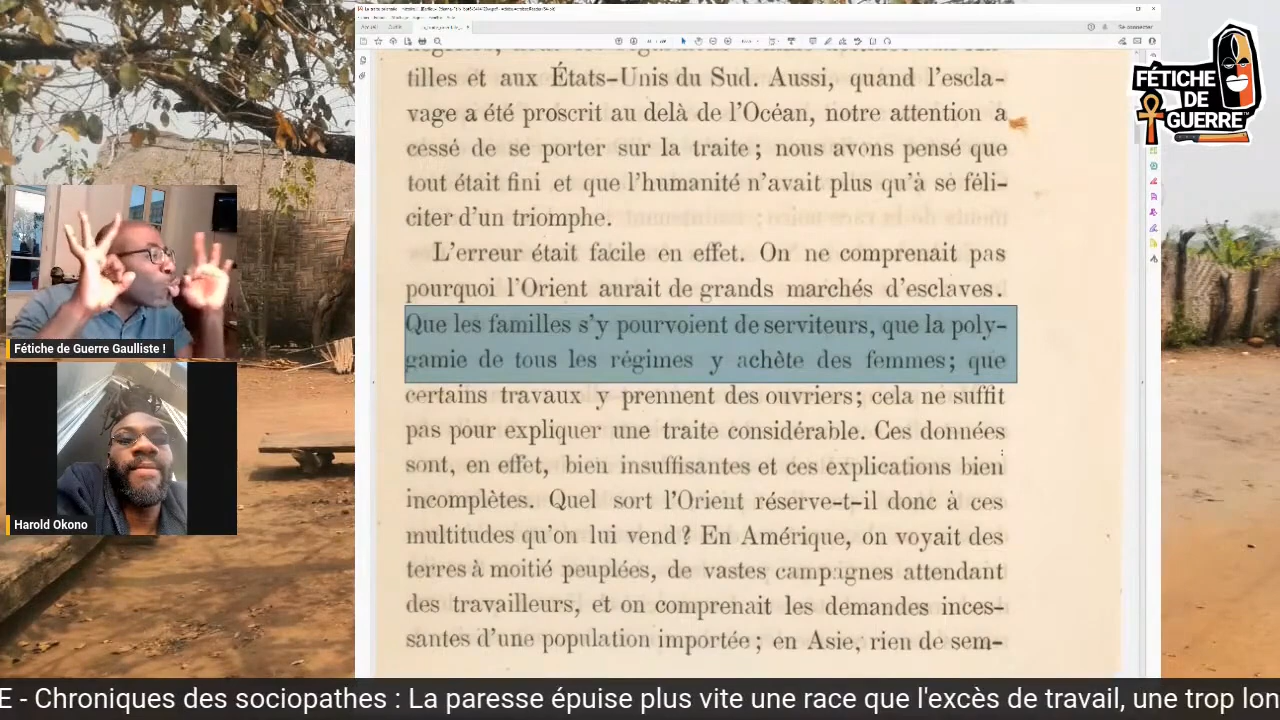 FÉTICHE
DE
GUERRE
Fétiche de Guerre Gaulliste !
Harold Okono
tilles et aux États-Unis du Sud. Aussi, quand l'escla-
vage a été proscrit au delà de l'Océan, notre attention a
cessé de se porter sur la traite ; nous avons pensé que
tout était fini et que l'humanité n'avait plus qu'à se féli-
citer d'un triomphe.
L'erreur était facile en effet. On ne comprenait pas
pourquoi l'Orient aurait de grands marchés d'esclaves.
Que les familles s'y pourvoient de serviteurs, que la poly-
gamie de tous les régimes y achète des femmes ; que
certains travaux y prennent des ouvriers ; cela ne suffit
pas pour expliquer une traite considérable. Ces données
sont, en effet, bien insuffisantes et ces explications bien
incomplètes. Quel sort l'Orient réserve-t-il donc à ces
multitudes qu'on lui vend ? En Amérique, on voyait des
terres à moitié peuplées, de vastes campagnes attendant
des travailleurs, et on comprenait les demandes inces-
santes d'une population importée ; en Asie, rien de sem-
E - Chroniques des sociopathes : La paresse épuise plus vite une race que l'excès de travail, une trop lon